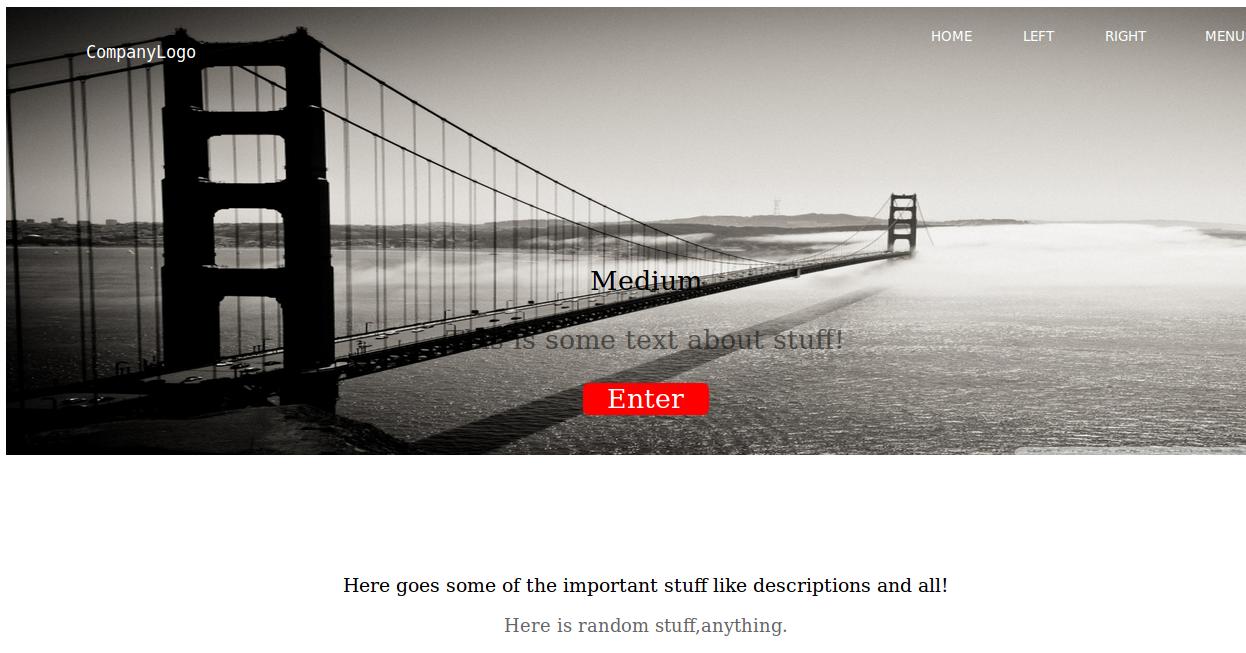 CompanyLogo
HOME LEFT RIGHT MENU
Medium
This is some text about stuff!
Enter
Here goes some of the important stuff like descriptions and all!
Here is random stuff,anything.